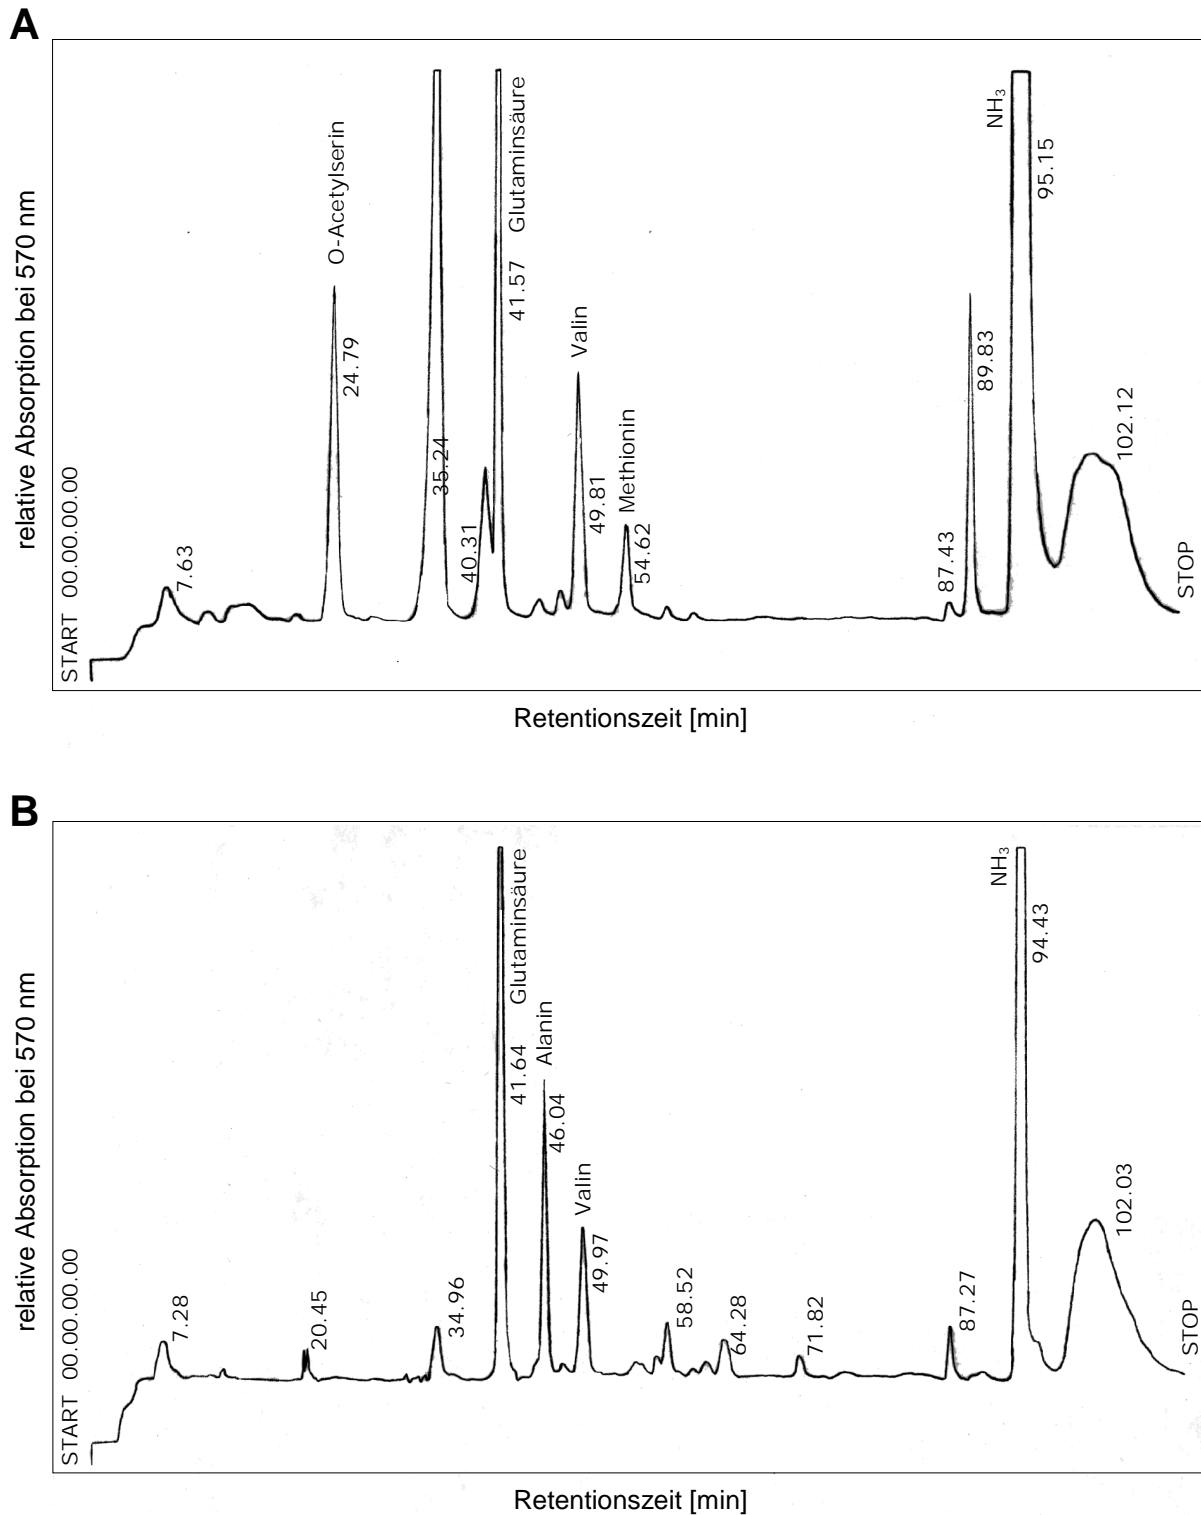 A
relative Absorption bei 570 nm
START 00.00.00.00
7.63
O-Acetylserin
24.79
35.24
40.31
41.57 Glutaminsäure
Valin
49.81
Methionin
54.62
87.43
89.83
NH₃
95.15
102.12
STOP
Retentionszeit [min]
B
relative Absorption bei 570 nm
START 00.00.00.00
7.28
20.45
34.96
41.64 Glutaminsäure
Alanin
46.04
Valin
49.97
58.52
64.28
71.82
87.27
NH₃
94.43
102.03
STOP
Retentionszeit [min]